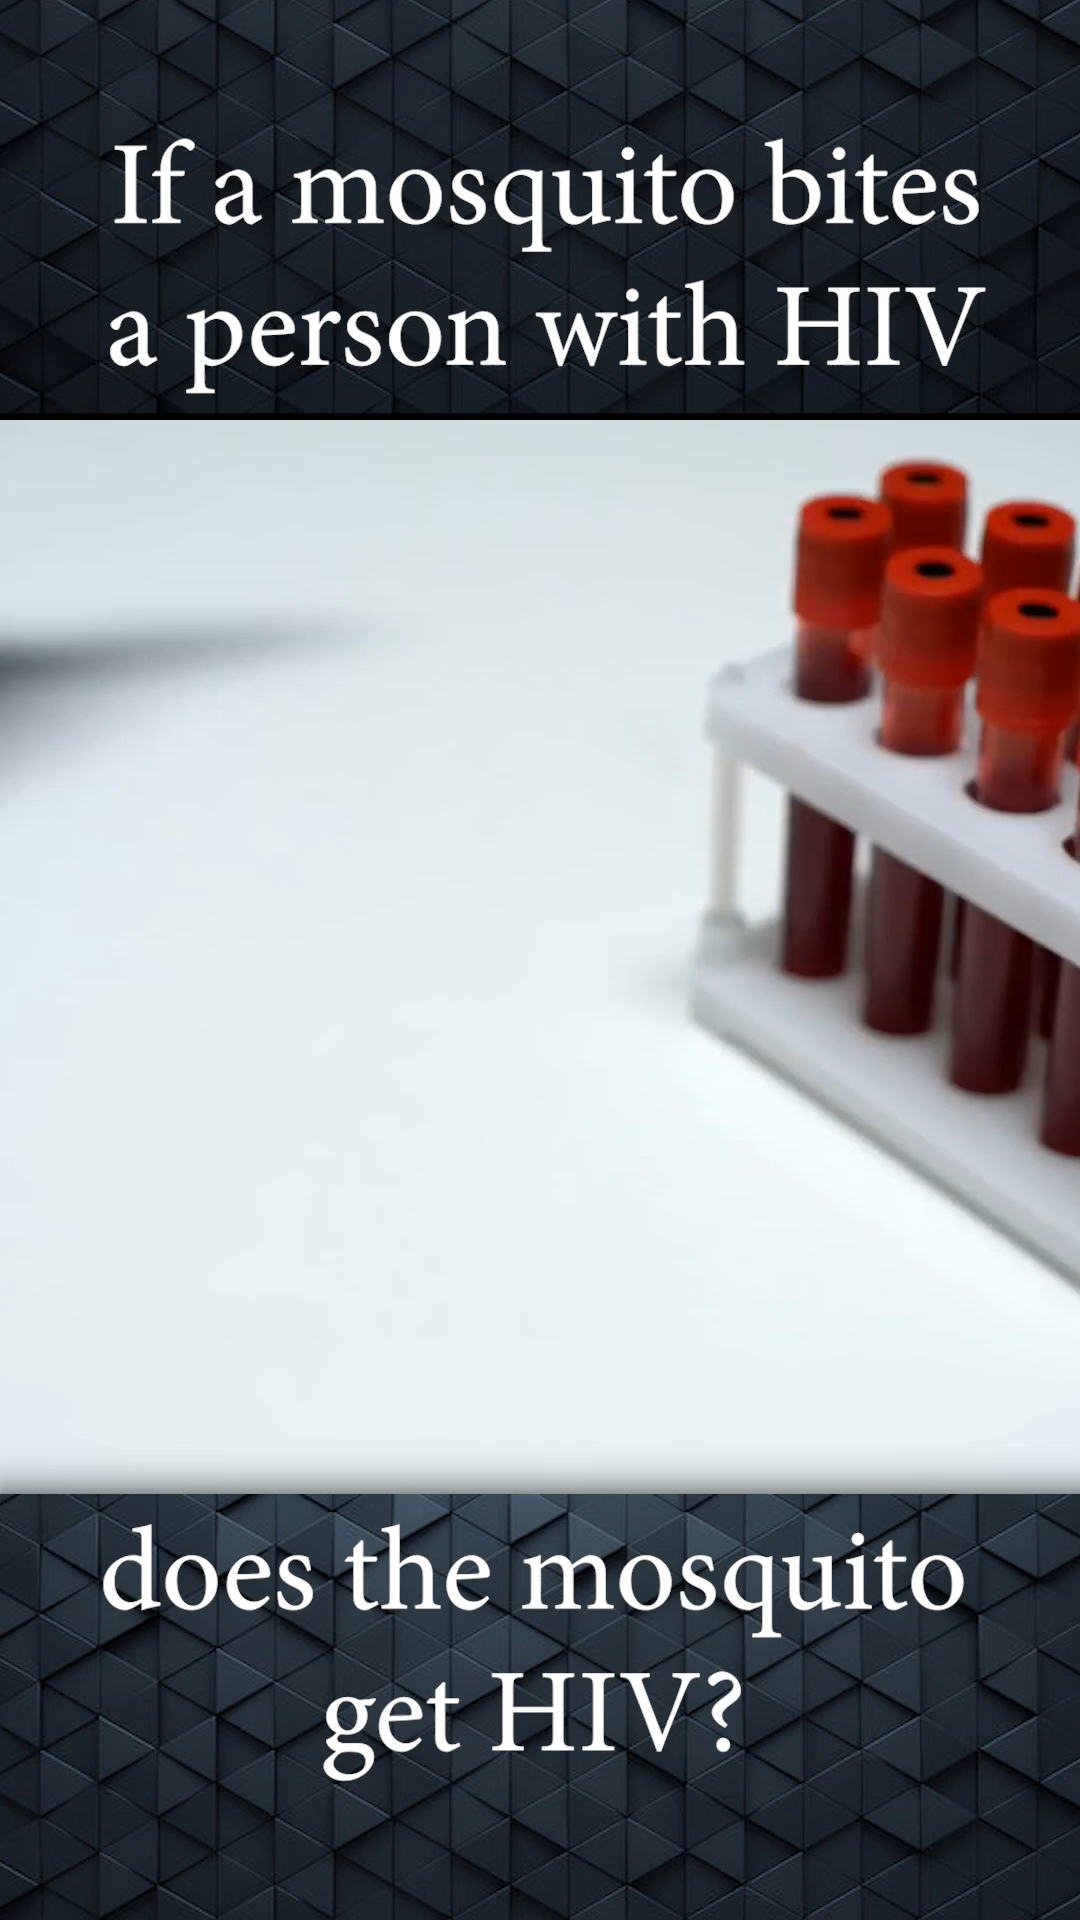 If a mosquito bites
a person with HIV
does the mosquito
get HIV?